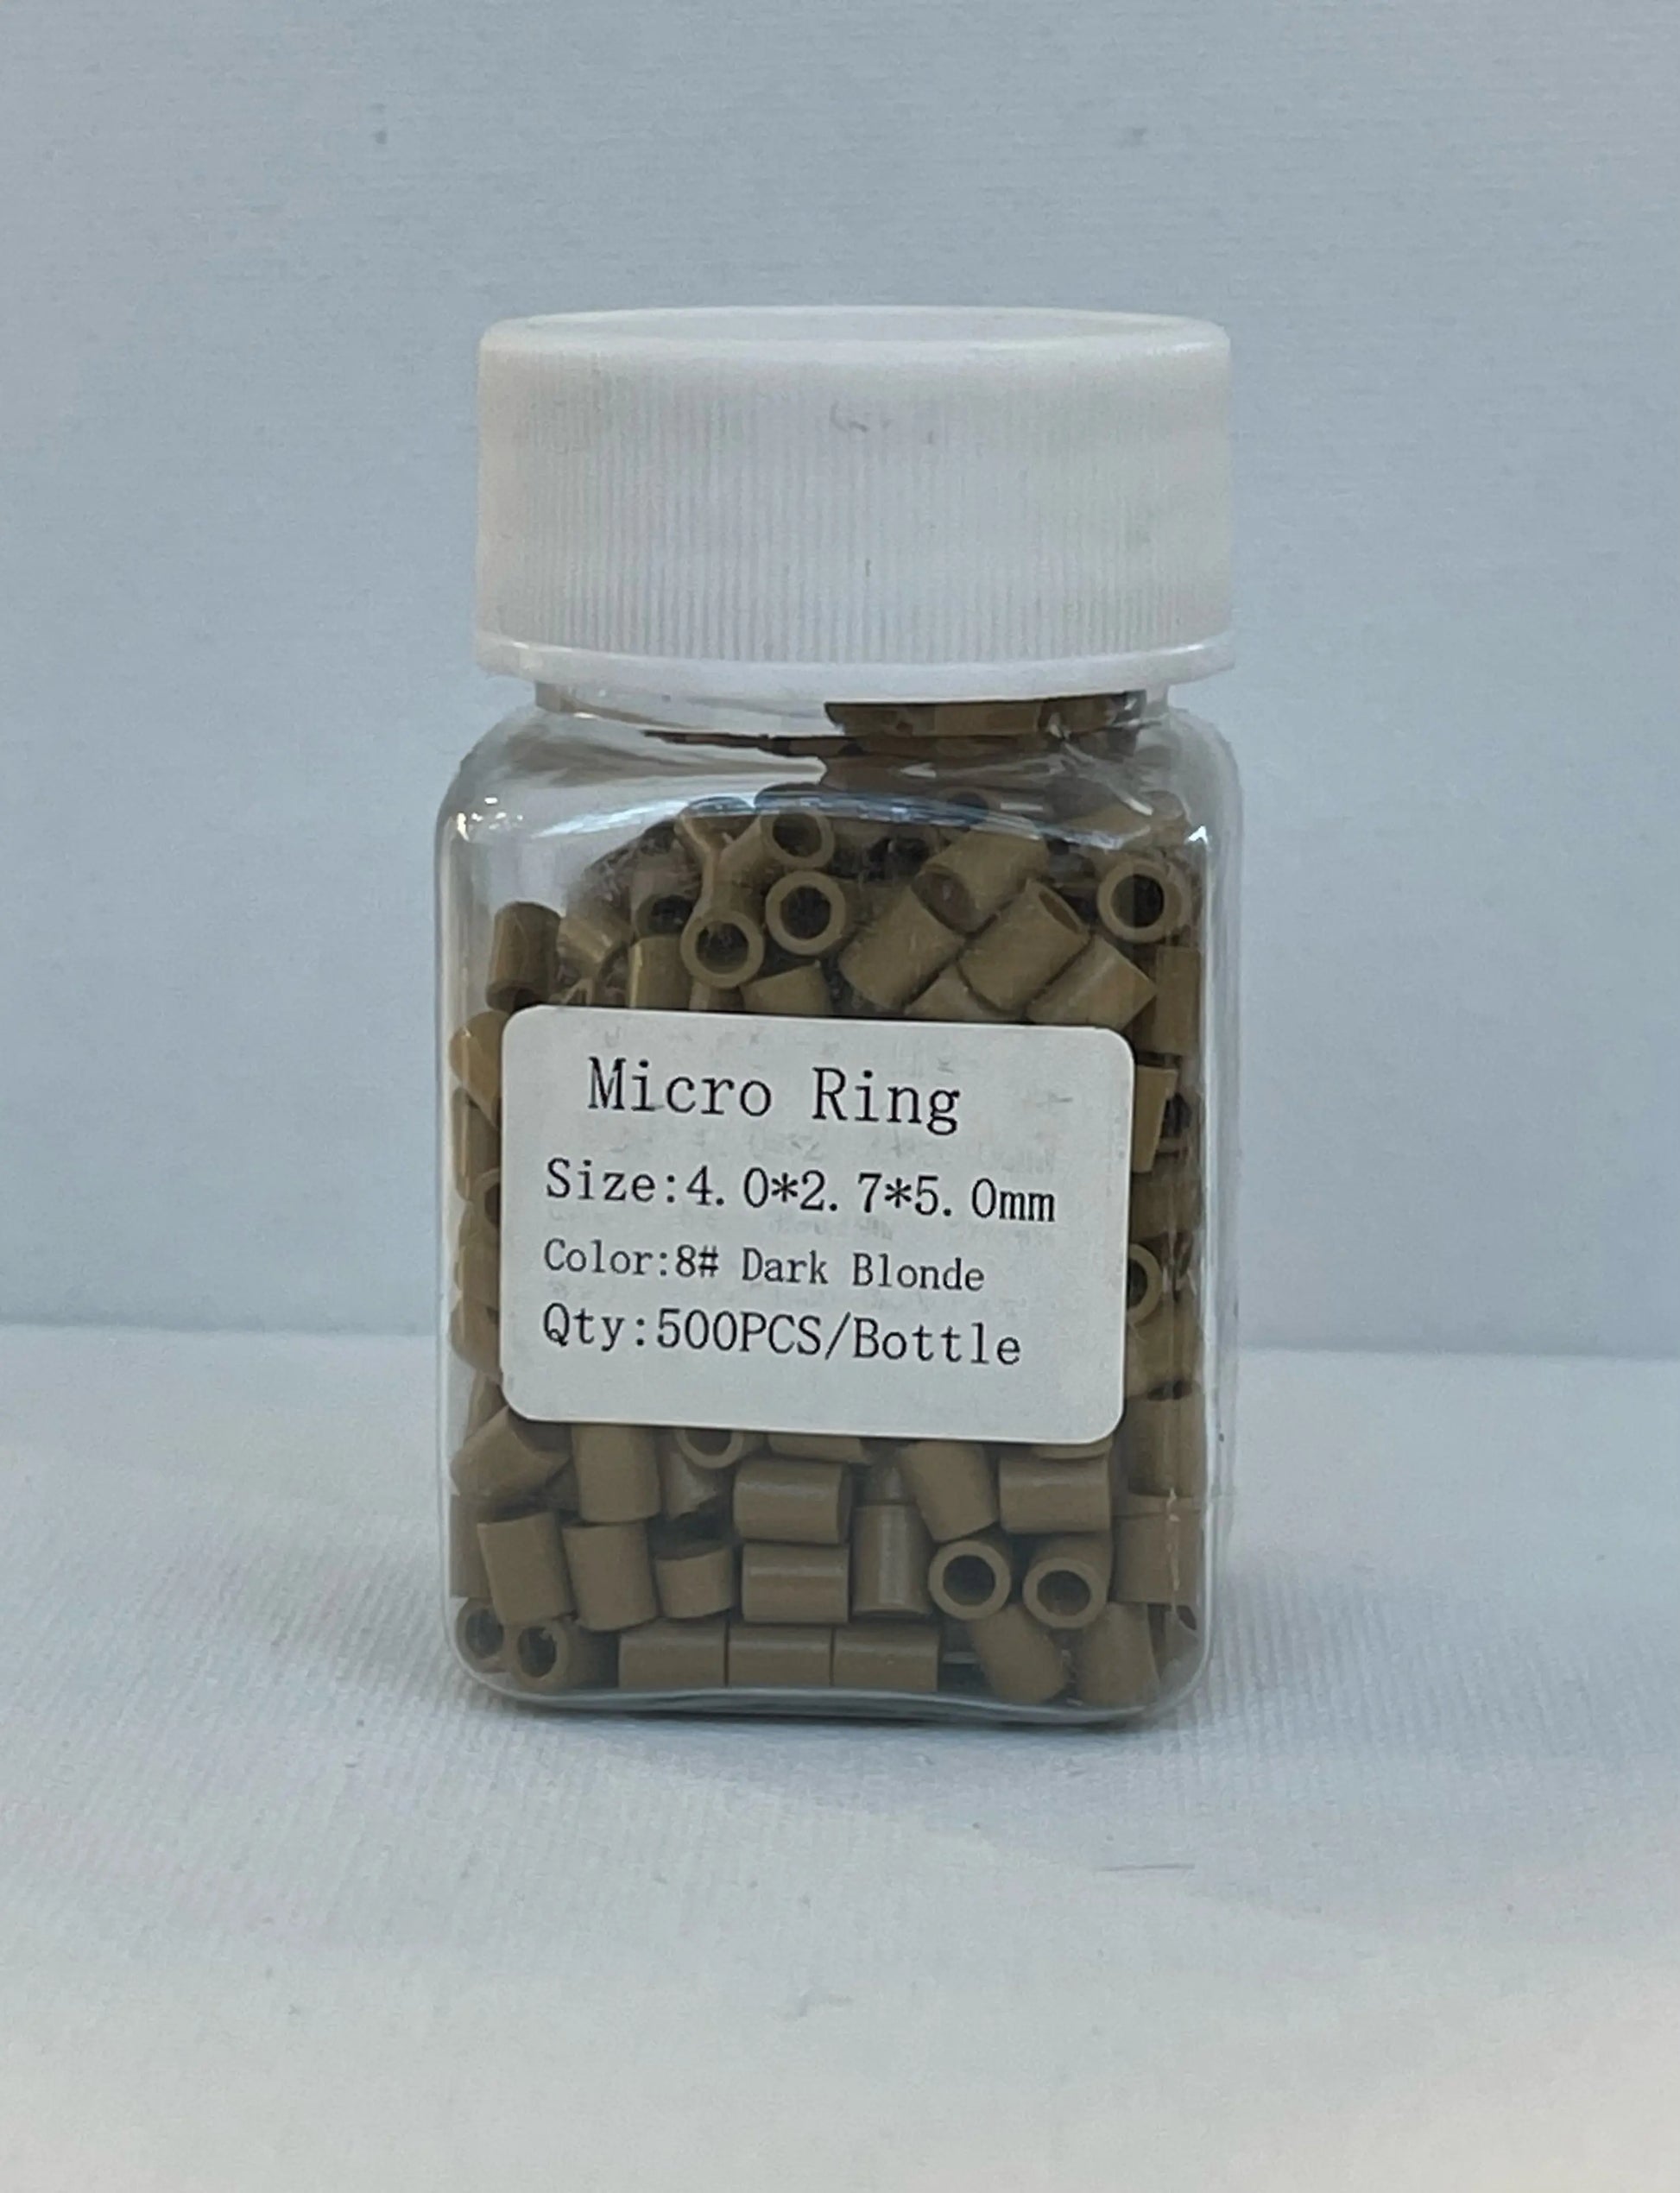 Micro Ring
Size:4.0*2.7*5.0mm
Color:8# Dark Blonde
Qty:500PCS/Bottle